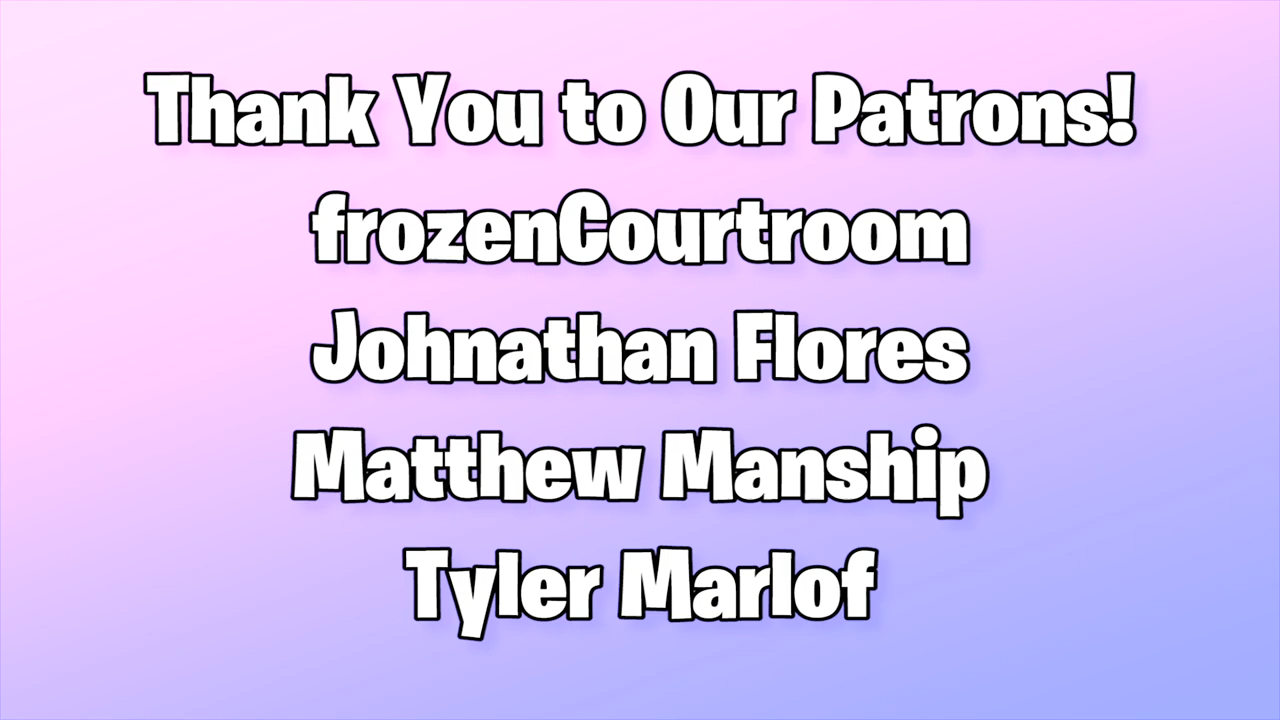 Thank You to Our Patrons!
frozenCourtroom
Johnathan Flores
Matthew Manship
Tyler Marlof